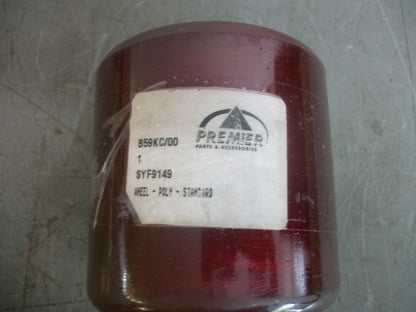 B59KC/00
1
SYF9149
WHEEL - POLY - STANDARD
PREMIER
PARTS & ACCESSORIES